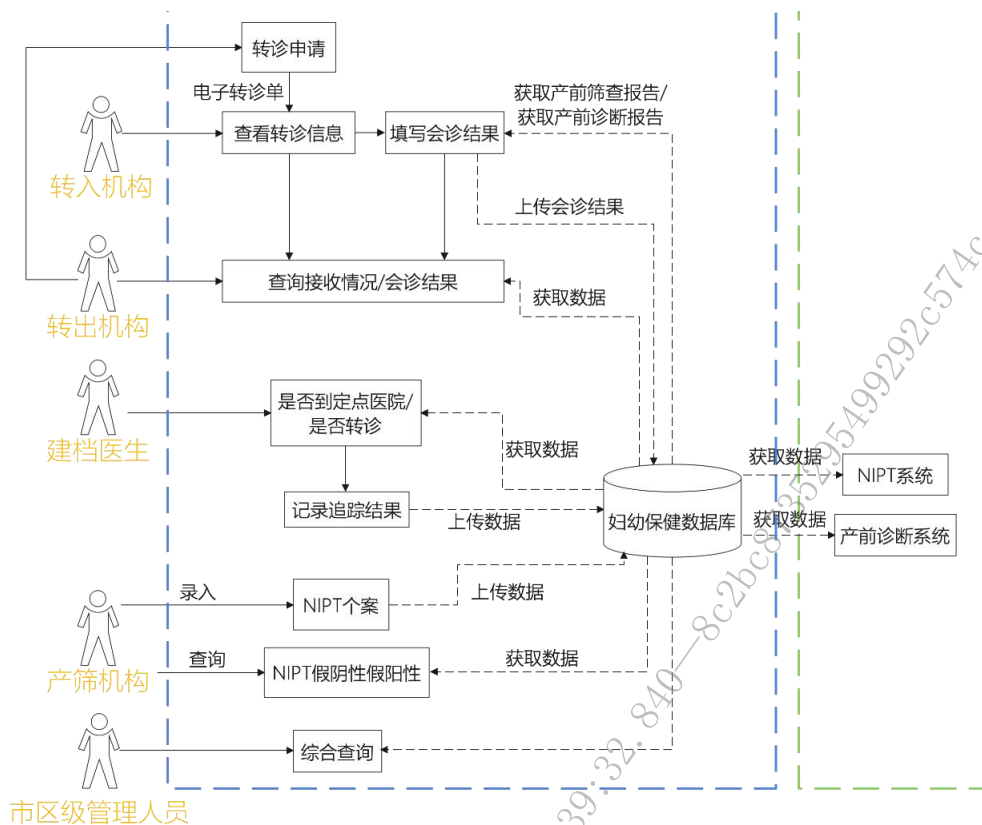 转诊申请
电子转诊单
获取产前筛查报告/
获取产前诊断报告
查看转诊信息
填写会诊结果
转入机构
上传会诊结果
查询接收情况/会诊结果
获取数据
转出机构
是否到定点医院/
是否转诊
获取数据
建档医生
获取数据
NIPT系统
记录追踪结果
上传数据
妇幼保健数据库
获取数据
产前诊断系统
录入
NIPT个案
上传数据
查询
NIPT假阴性假阳性
获取数据
产筛机构
综合查询
市区级管理人员